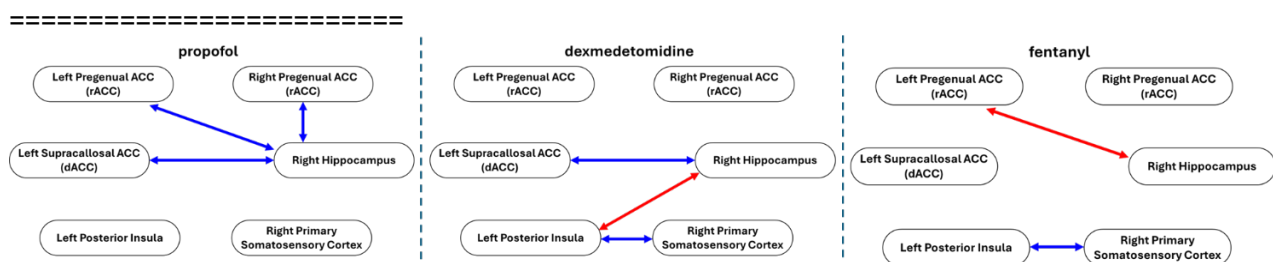 propofol
Left Pregenual ACC
(rACC)
Right Pregenual ACC
(rACC)
Left Supracallosal ACC
(dACC)
Right Hippocampus
Left Posterior Insula
Right Primary
Somatosensory Cortex
dexmedetomidine
Left Pregenual ACC
(rACC)
Right Pregenual ACC
(rACC)
Left Supracallosal ACC
(dACC)
Right Hippocampus
Left Posterior Insula
Right Primary
Somatosensory Cortex
fentanyl
Left Pregenual ACC
(rACC)
Right Pregenual ACC
(rACC)
Left Supracallosal ACC
(dACC)
Right Hippocampus
Left Posterior Insula
Right Primary
Somatosensory Cortex